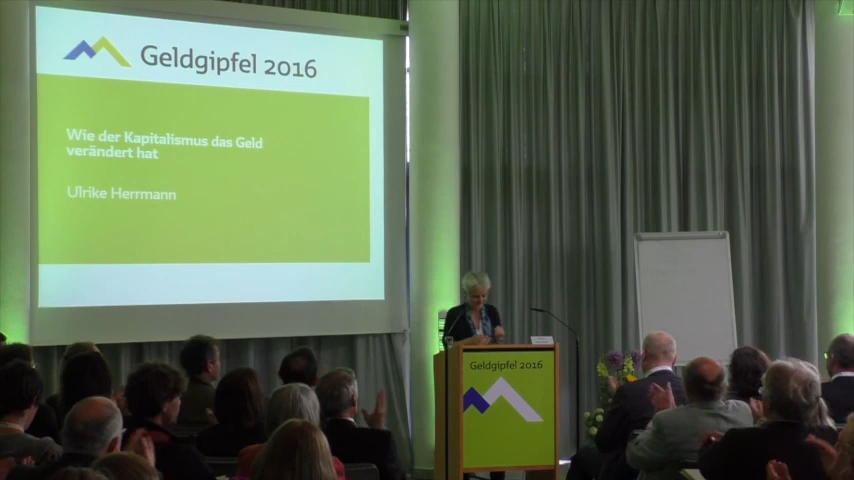 Geldgipfel 2016
Wie der Kapitalismus das Geld
verändert hat
Ulrike Herrmann
Geldgipfel 2016